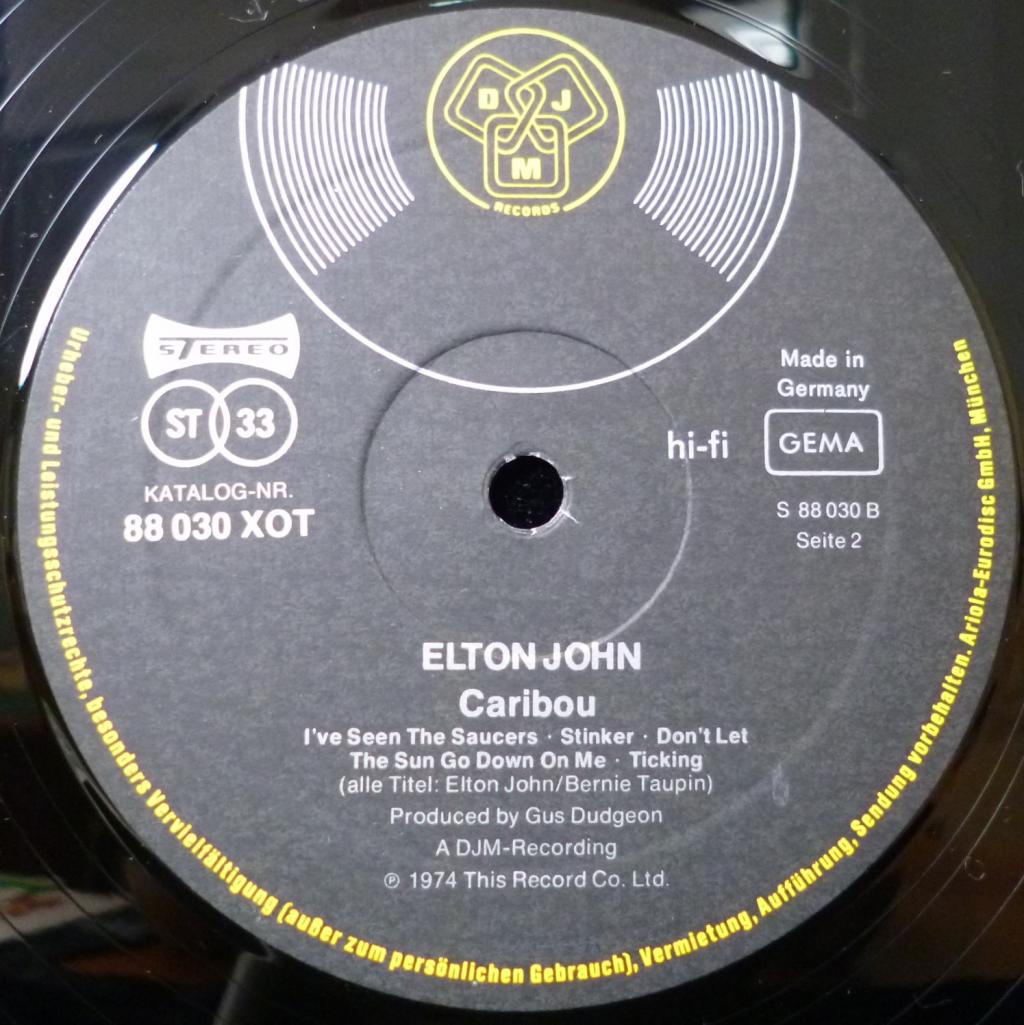 D J
M
RECORDS
STEREO
ST 33
KATALOG-NR.
88 030 XOT
Made in
Germany
hi-fi
GEMA
S 88 030 B
Seite 2
ELTON JOHN
Caribou
I've Seen The Saucers · Stinker · Don't Let
The Sun Go Down On Me · Ticking
(alle Titel: Elton John/Bernie Taupin)
Produced by Gus Dudgeon
A DJM-Recording
℗ 1974 This Record Co. Ltd.
Urheber- und Leistungsschutzrechte, besonders Vervielfältigung (außer zum persönlichen Gebrauch), Vermietung, Aufführung, Sendung vorbehalten. Ariola-Eurodisc GmbH, München